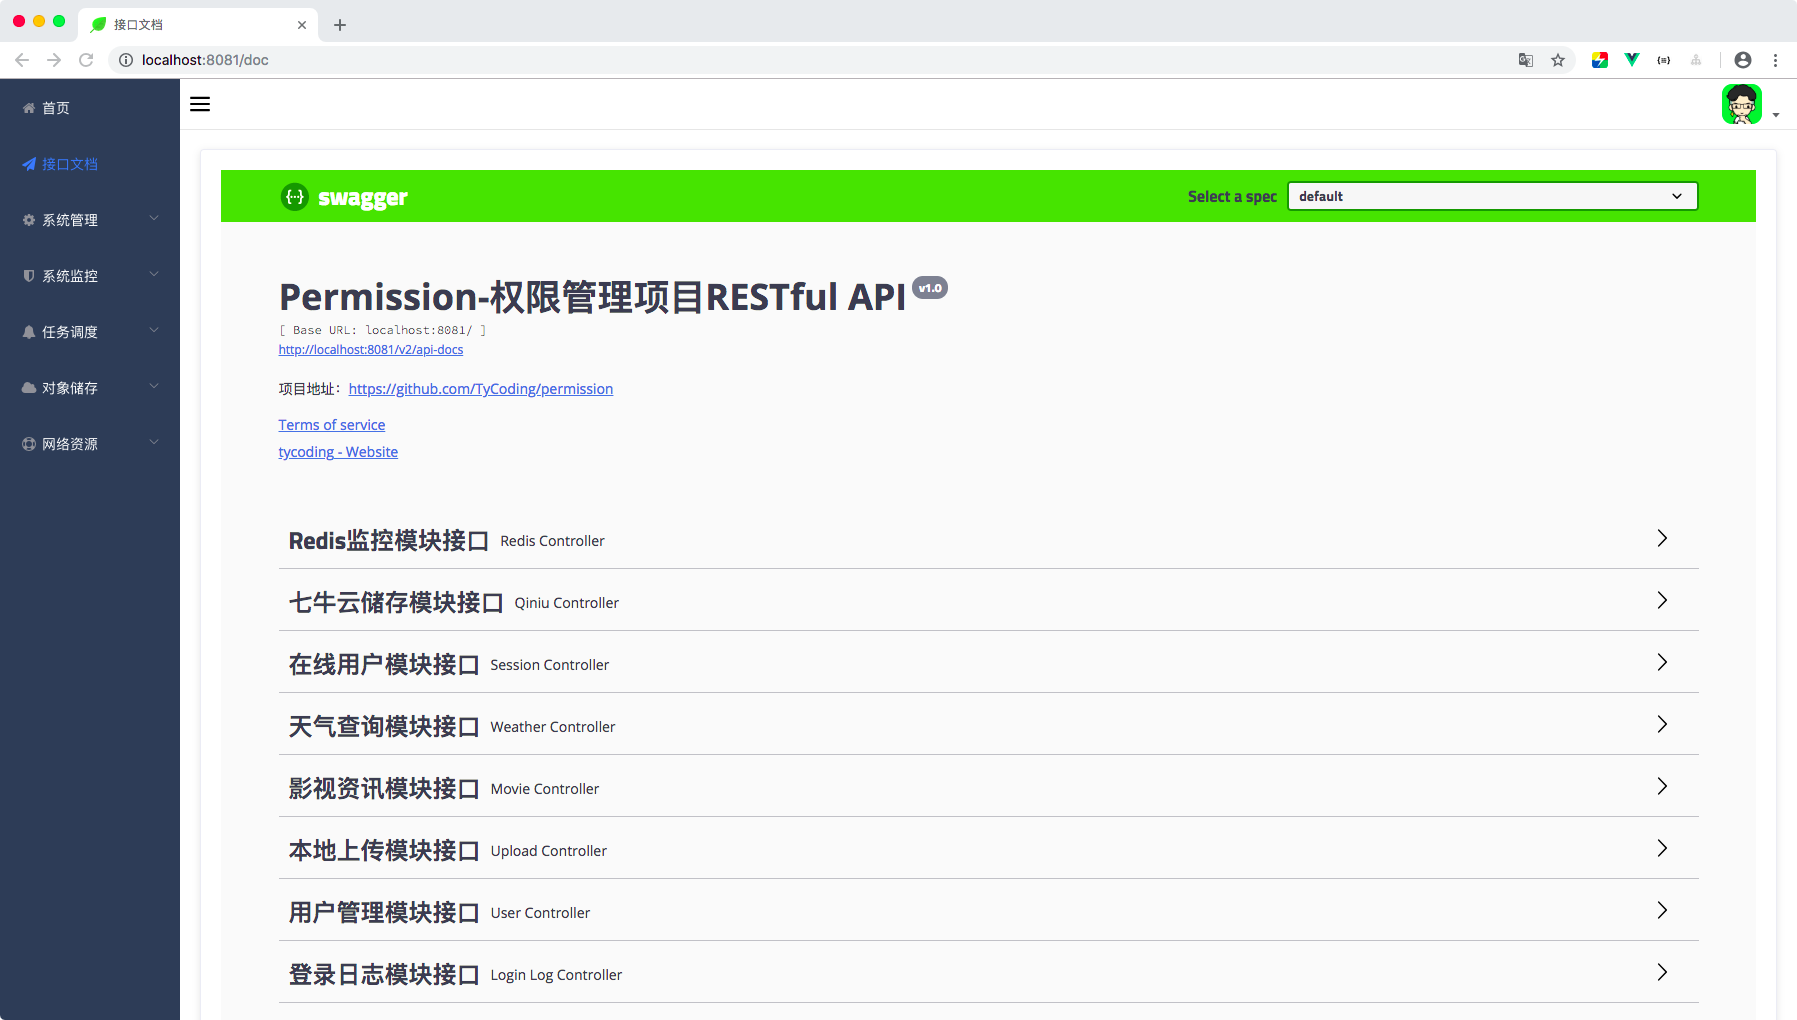 接口文档
localhost:8081/doc
首页
接口文档
系统管理
系统监控
任务调度
对象储存
网络资源
{··} swagger
Select a spec default
Permission-权限管理项目RESTful API v1.0
[ Base URL: localhost:8081/ ]
http://localhost:8081/v2/api-docs
项目地址：https://github.com/TyCoding/permission
Terms of service
tycoding - Website
Redis监控模块接口 Redis Controller
七牛云储存模块接口 Qiniu Controller
在线用户模块接口 Session Controller
天气查询模块接口 Weather Controller
影视资讯模块接口 Movie Controller
本地上传模块接口 Upload Controller
用户管理模块接口 User Controller
登录日志模块接口 Login Log Controller